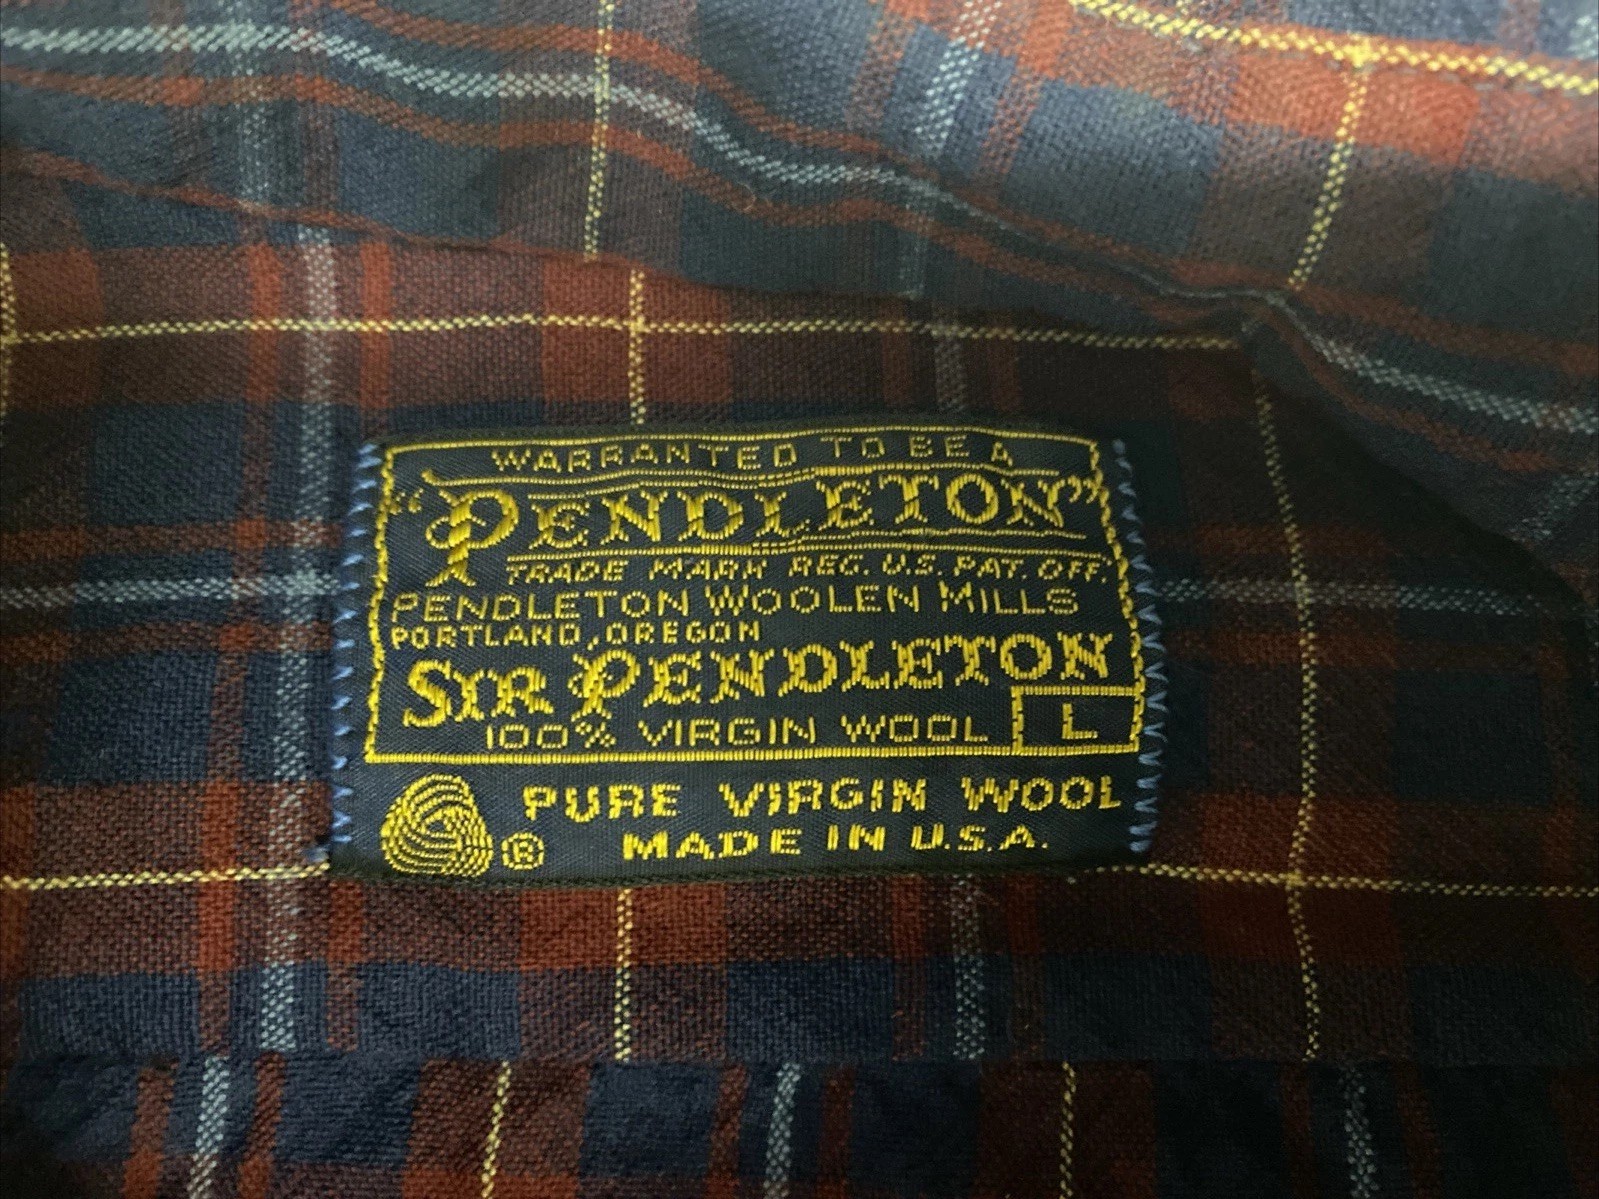 WARRANTED TO BE A
"PENDLETON"
TRADE MARK REG. U.S. PAT. OFF.
PENDLETON WOOLEN MILLS
PORTLAND, OREGON
SIR PENDLETON
100% VIRGIN WOOL L
® PURE VIRGIN WOOL
MADE IN U.S.A.